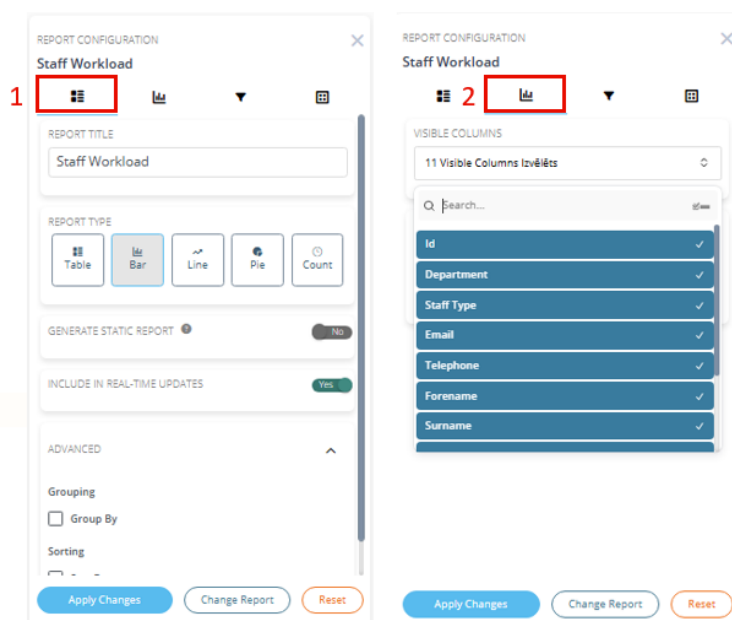 REPORT CONFIGURATION
Staff Workload
1
REPORT TITLE
Staff Workload
REPORT TYPE
Table
Bar
Line
Pie
Count
GENERATE STATIC REPORT
No
INCLUDE IN REAL-TIME UPDATES
Yes
ADVANCED
Grouping
Group By
Sorting
Apply Changes
Change Report
Reset
REPORT CONFIGURATION
Staff Workload
2
VISIBLE COLUMNS
11 Visible Columns Izvēlēts
Search...
Id
Department
Staff Type
Email
Telephone
Forename
Surname
Apply Changes
Change Report
Reset